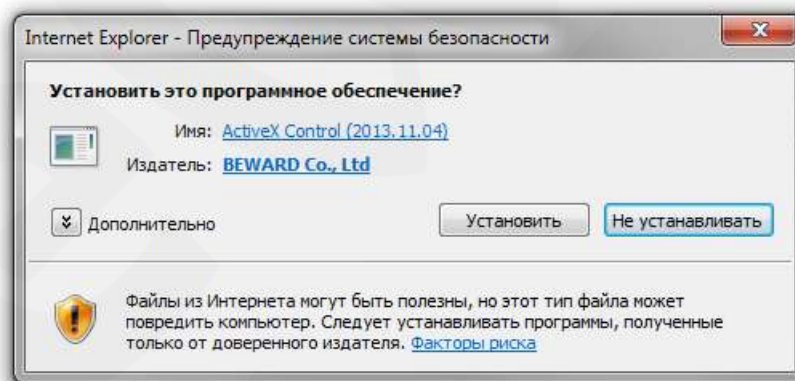 Internet Explorer - Предупреждение системы безопасности
Установить это программное обеспечение?
Имя: ActiveX Control (2013.11.04)
Издатель: BEWARD Co., Ltd
Дополнительно
Установить
Не устанавливать
Файлы из Интернета могут быть полезны, но этот тип файла может
повредить компьютер. Следует устанавливать программы, полученные
только от доверенного издателя. Факторы риска